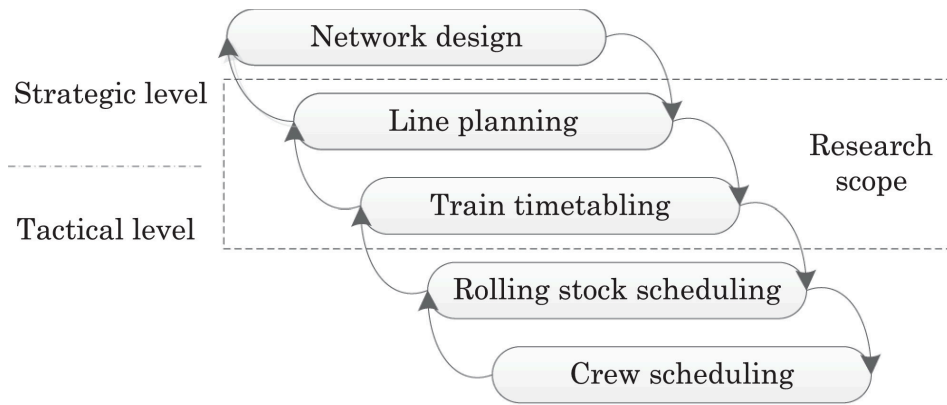 Network design
Strategic level
Line planning
Research
scope
Train timetabling
Tactical level
Rolling stock scheduling
Crew scheduling